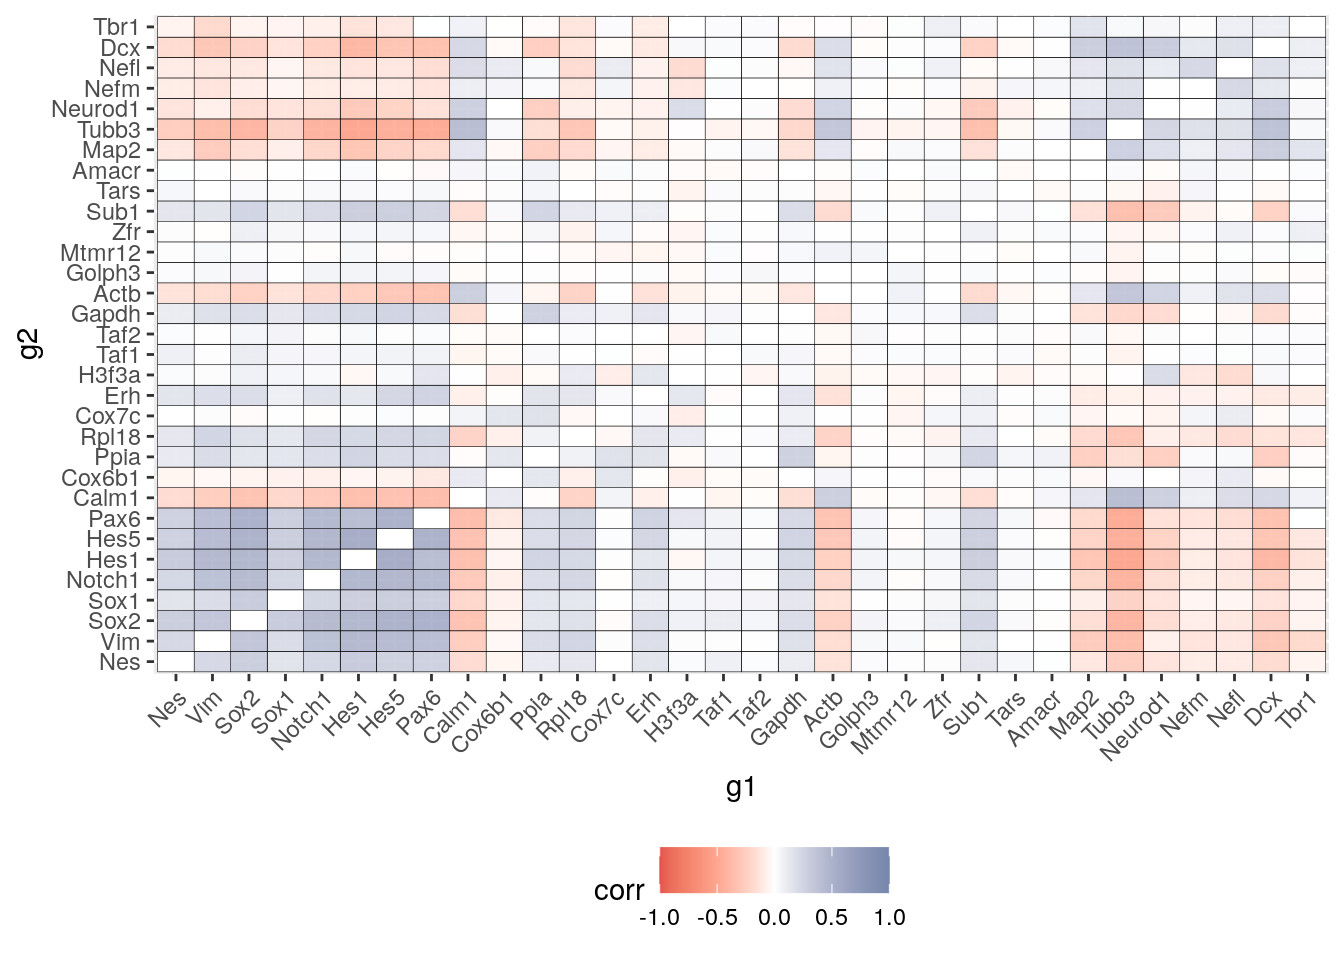 Tbr1
Dcx
Nefl
Nefm
Neurod1
Tubb3
Map2
Amacr
Tars
Sub1
Zfr
Mtmr12
Golph3
Actb
Gapdh
Taf2
Taf1
H3f3a
Erh
Cox7c
Rpl18
Ppia
Cox6b1
Calm1
Pax6
Hes5
Hes1
Notch1
Sox1
Sox2
Vim
Nes
g2
Nes Vim Sox2 Sox1 Notch1 Hes1 Hes5 Pax6 Calm1 Cox6b1 Ppia Rpl18 Cox7c Erh H3f3a Taf1 Taf2 Gapdh Actb Golph3 Mtmr12 Zfr Sub1 Tars Amacr Map2 Tubb3 Neurod1 Nefm Nefl Dcx Tbr1
g1
corr
-1.0 -0.5 0.0 0.5 1.0